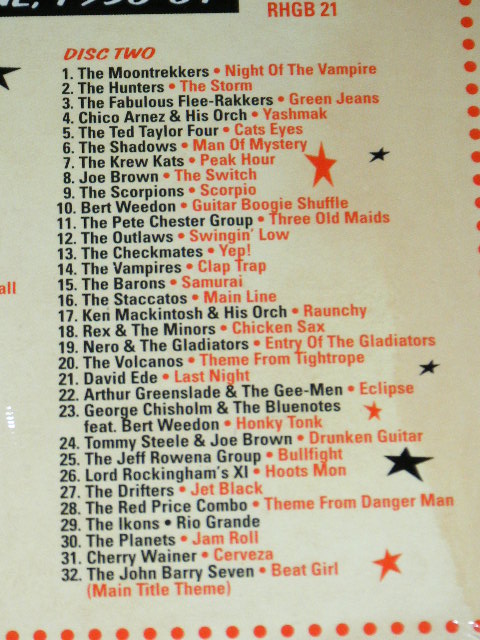 RHGB 21
DISC TWO
1. The Moontrekkers • Night Of The Vampire
2. The Hunters • The Storm
3. The Fabulous Flee-Rakkers • Green Jeans
4. Chico Arnez & His Orch • Yashmak
5. The Ted Taylor Four • Cats Eyes
6. The Shadows • Man Of Mystery
7. The Krew Kats • Peak Hour
8. Joe Brown • The Switch
9. The Scorpions • Scorpio
10. Bert Weedon • Guitar Boogie Shuffle
11. The Pete Chester Group • Three Old Maids
12. The Outlaws • Swingin' Low
13. The Checkmates • Yep!
14. The Vampires • Clap Trap
15. The Barons • Samurai
16. The Staccatos • Main Line
17. Ken Mackintosh & His Orch • Raunchy
18. Rex & The Minors • Chicken Sax
19. Nero & The Gladiators • Entry Of The Gladiators
20. The Volcanos • Theme From Tightrope
21. David Ede • Last Night
22. Arthur Greenslade & The Gee-Men • Eclipse
23. George Chisholm & The Bluenotes
feat. Bert Weedon • Honky Tonk
24. Tommy Steele & Joe Brown • Drunken Guitar
25. The Jeff Rowena Group • Bullfight
26. Lord Rockingham's XI • Hoots Mon
27. The Drifters • Jet Black
28. The Red Price Combo • Theme From Danger Man
29. The Ikons • Rio Grande
30. The Planets • Jam Roll
31. Cherry Wainer • Cerveza
32. The John Barry Seven • Beat Girl
(Main Title Theme)